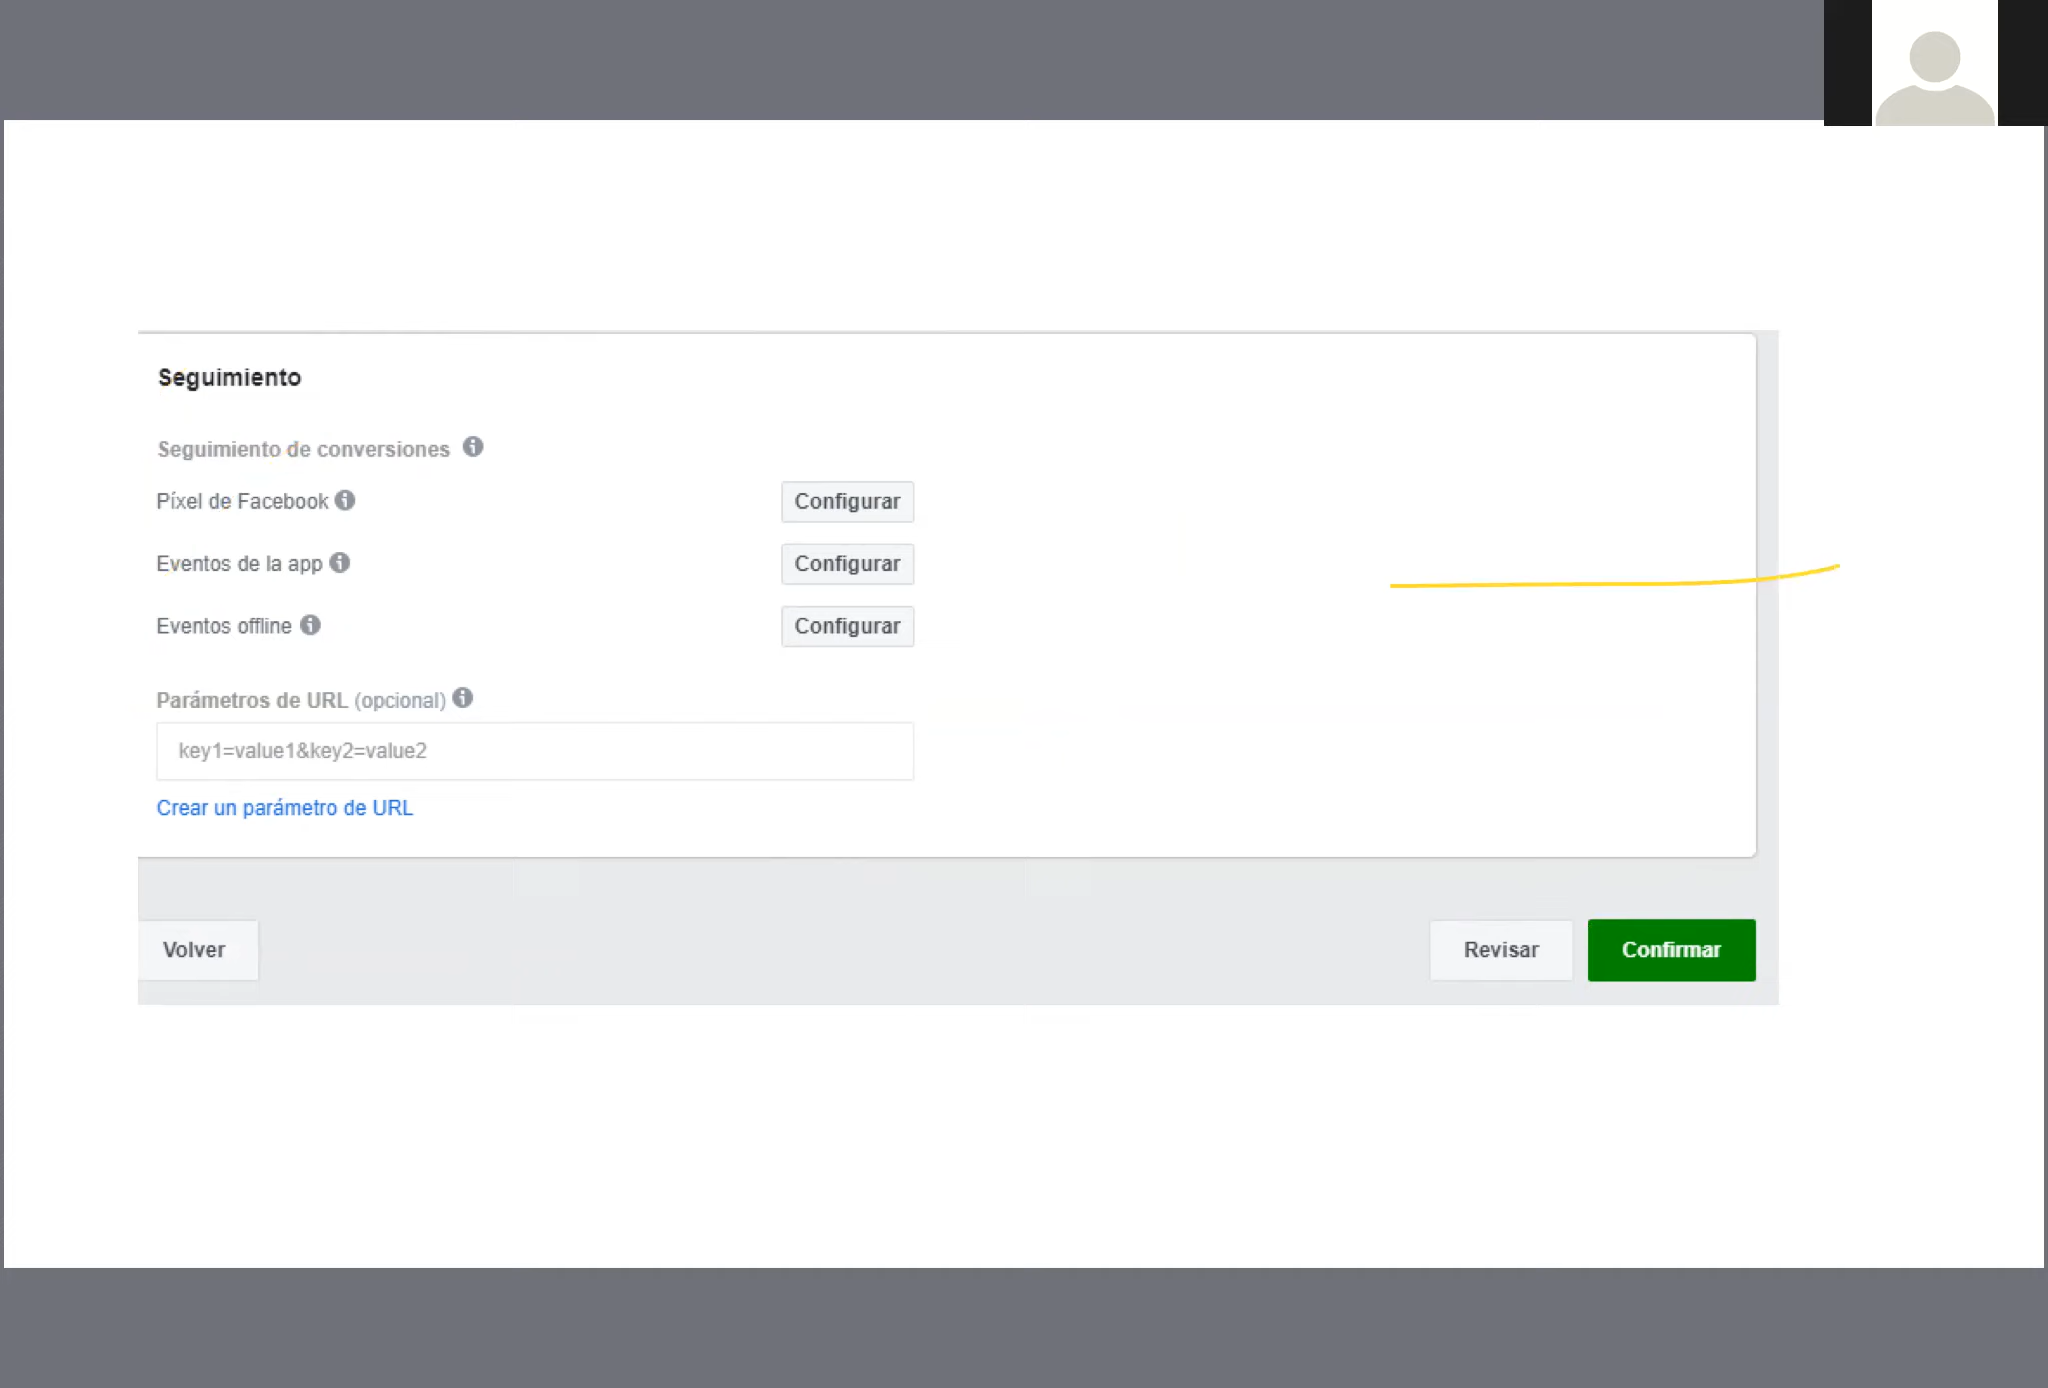 Seguimiento
Seguimiento de conversiones
Píxel de Facebook Configurar
Eventos de la app Configurar
Eventos offline Configurar
Parámetros de URL (opcional)
key1=value1&key2=value2
Crear un parámetro de URL
Volver Revisar Confirmar